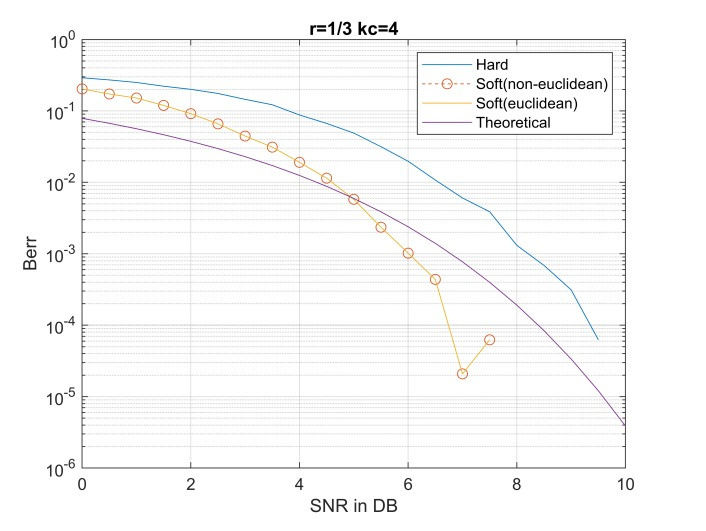 r=1/3 kc=4
Hard
Soft(non-euclidean)
Soft(euclidean)
Theoretical
Berr
10^0
10^-1
10^-2
10^-3
10^-4
10^-5
10^-6
0 2 4 6 8 10
SNR in DB